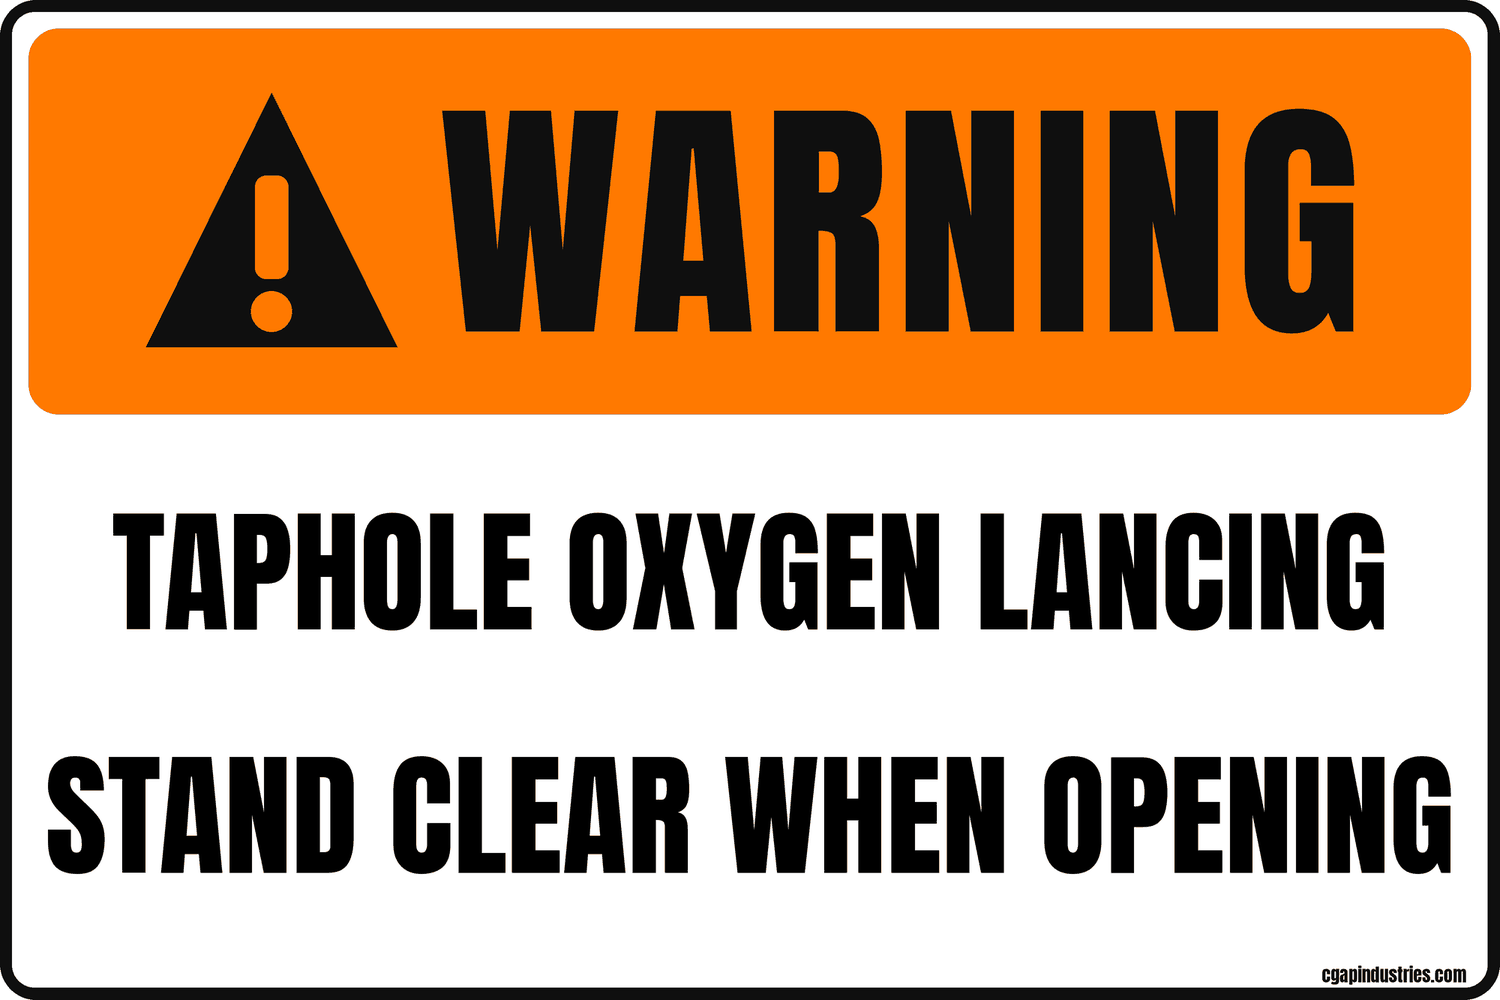 WARNING
TAPHOLE OXYGEN LANCING
STAND CLEAR WHEN OPENING
cgapindustries.com